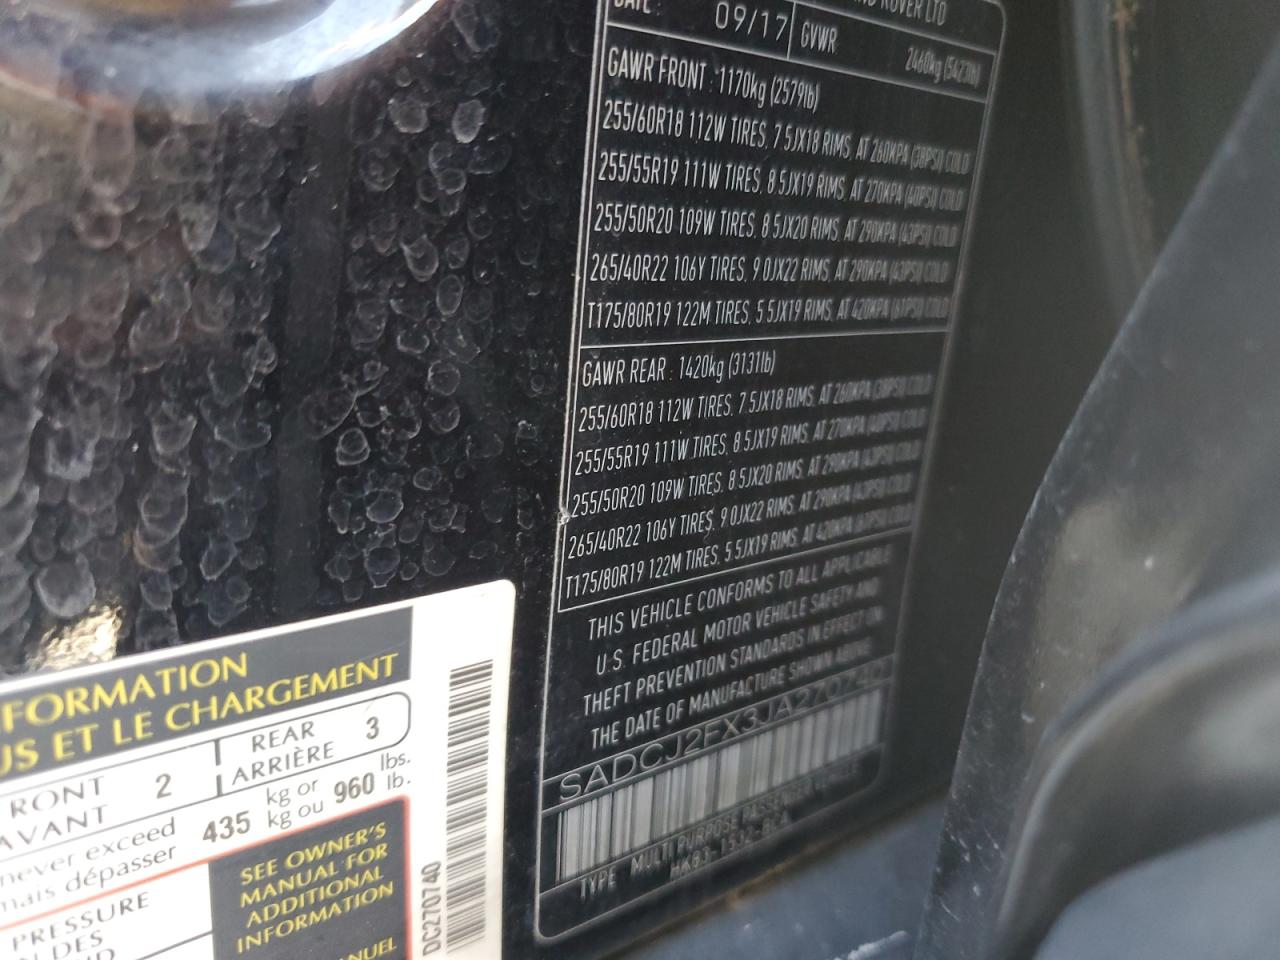 DATE: 09/17 GVWR 2460kg (5423lb)
GAWR FRONT : 1170kg (2579lb)
255/60R18 112W TIRES, 7.5JX18 RIMS, AT 260KPA (38PSI) COLD
255/55R19 111W TIRES, 8.5JX19 RIMS, AT 270KPA (40PSI) COLD
255/50R20 109W TIRES, 8.5JX20 RIMS, AT 290KPA (43PSI) COLD
265/40R22 106Y TIRES, 9.0JX22 RIMS, AT 290KPA (43PSI) COLD
T175/80R19 122M TIRES, 5.5JX19 RIMS, AT 420KPA (61PSI) COLD
GAWR REAR : 1420kg (3131lb)
255/60R18 112W TIRES, 7.5JX18 RIMS, AT 260KPA (38PSI) COLD
255/55R19 111W TIRES, 8.5JX19 RIMS, AT 270KPA (40PSI) COLD
255/50R20 109W TIRES, 8.5JX20 RIMS, AT 290KPA (43PSI) COLD
265/40R22 106Y TIRES, 9.0JX22 RIMS, AT 290KPA (43PSI) COLD
T175/80R19 122M TIRES, 5.5JX19 RIMS, AT 420KPA (61PSI) COLD
THIS VEHICLE CONFORMS TO ALL APPLICABLE
U.S. FEDERAL MOTOR VEHICLE SAFETY AND
THEFT PREVENTION STANDARDS IN EFFECT ON
THE DATE OF MANUFACTURE SHOWN ABOVE
SADCJ2FX3JA270740
TYPE MULTI PURPOSE PASSENGER VEHICLE
FORMATION
US ET LE CHARGEMENT
RONT 2 REAR 3
AVANT ARRIÈRE
never exceed 435 kg or 960 lbs.
mais dépasser kg ou lb.
PRESSURE
SEE OWNER'S
MANUAL FOR
ADDITIONAL
INFORMATION
DC270740